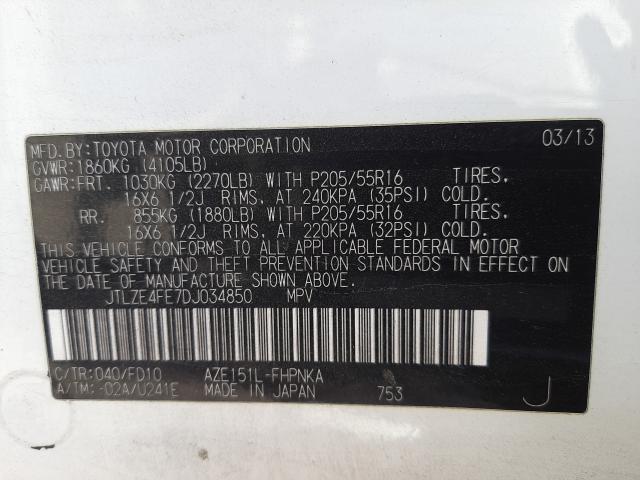 MFD.BY:TOYOTA MOTOR CORPORATION 03/13
GVWR:1860KG (4105LB)
GAWR:FRT. 1030KG (2270LB) WITH P205/55R16 TIRES.
16X6 1/2J RIMS. AT 240KPA (35PSI) COLD.
RR. 855KG (1880LB) WITH P205/55R16 TIRES.
16X6 1/2J RIMS. AT 220KPA (32PSI) COLD.
THIS VEHICLE CONFORMS TO ALL APPLICABLE FEDERAL MOTOR
VEHICLE SAFETY AND THEFT PREVENTION STANDARDS IN EFFECT ON
THE DATE OF MANUFACTURE SHOWN ABOVE.
JTLZE4FE7DJ034850 MPV
C/TR:040/FD10 AZE151L-FHPNKA
A/TM:-02A/U241E MADE IN JAPAN 753 J